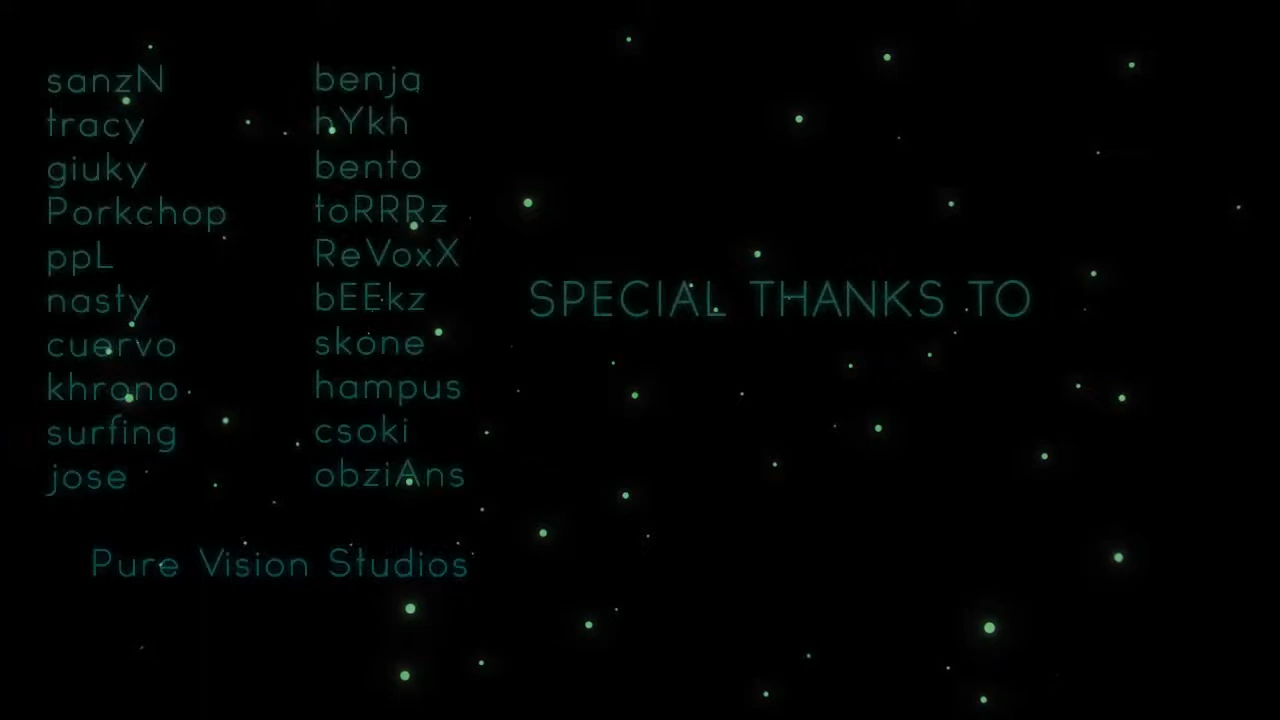 sanzN
tracy
giuky
Porkchop
ppL
nasty
cuervo
khrono
surfing
jose
benja
hYkh
bento
toRRRz
ReVoxX
bEEkz
skone
hampus
csoki
obziAns
Pure Vision Studios
SPECIAL THANKS TO